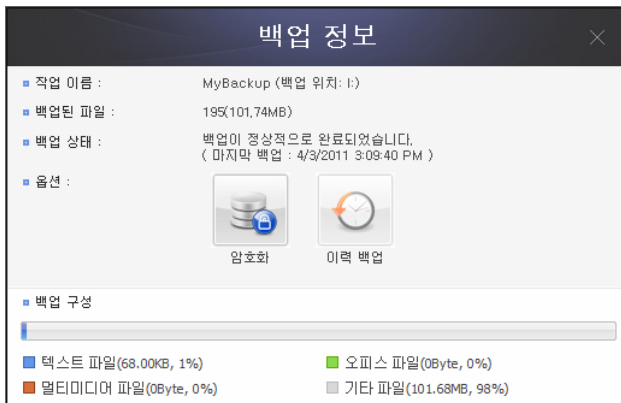 백업 정보
작업 이름 : MyBackup (백업 위치: I:)
백업된 파일 : 195(101,74MB)
백업 상태 : 백업이 정상적으로 완료되었습니다.
( 마지막 백업 : 4/3/2011 3:09:40 PM )
옵션 :
암호화 이력 백업
백업 구성
텍스트 파일(68.00KB, 1%) 오피스 파일(0Byte, 0%)
멀티미디어 파일(0Byte, 0%) 기타 파일(101.68MB, 98%)